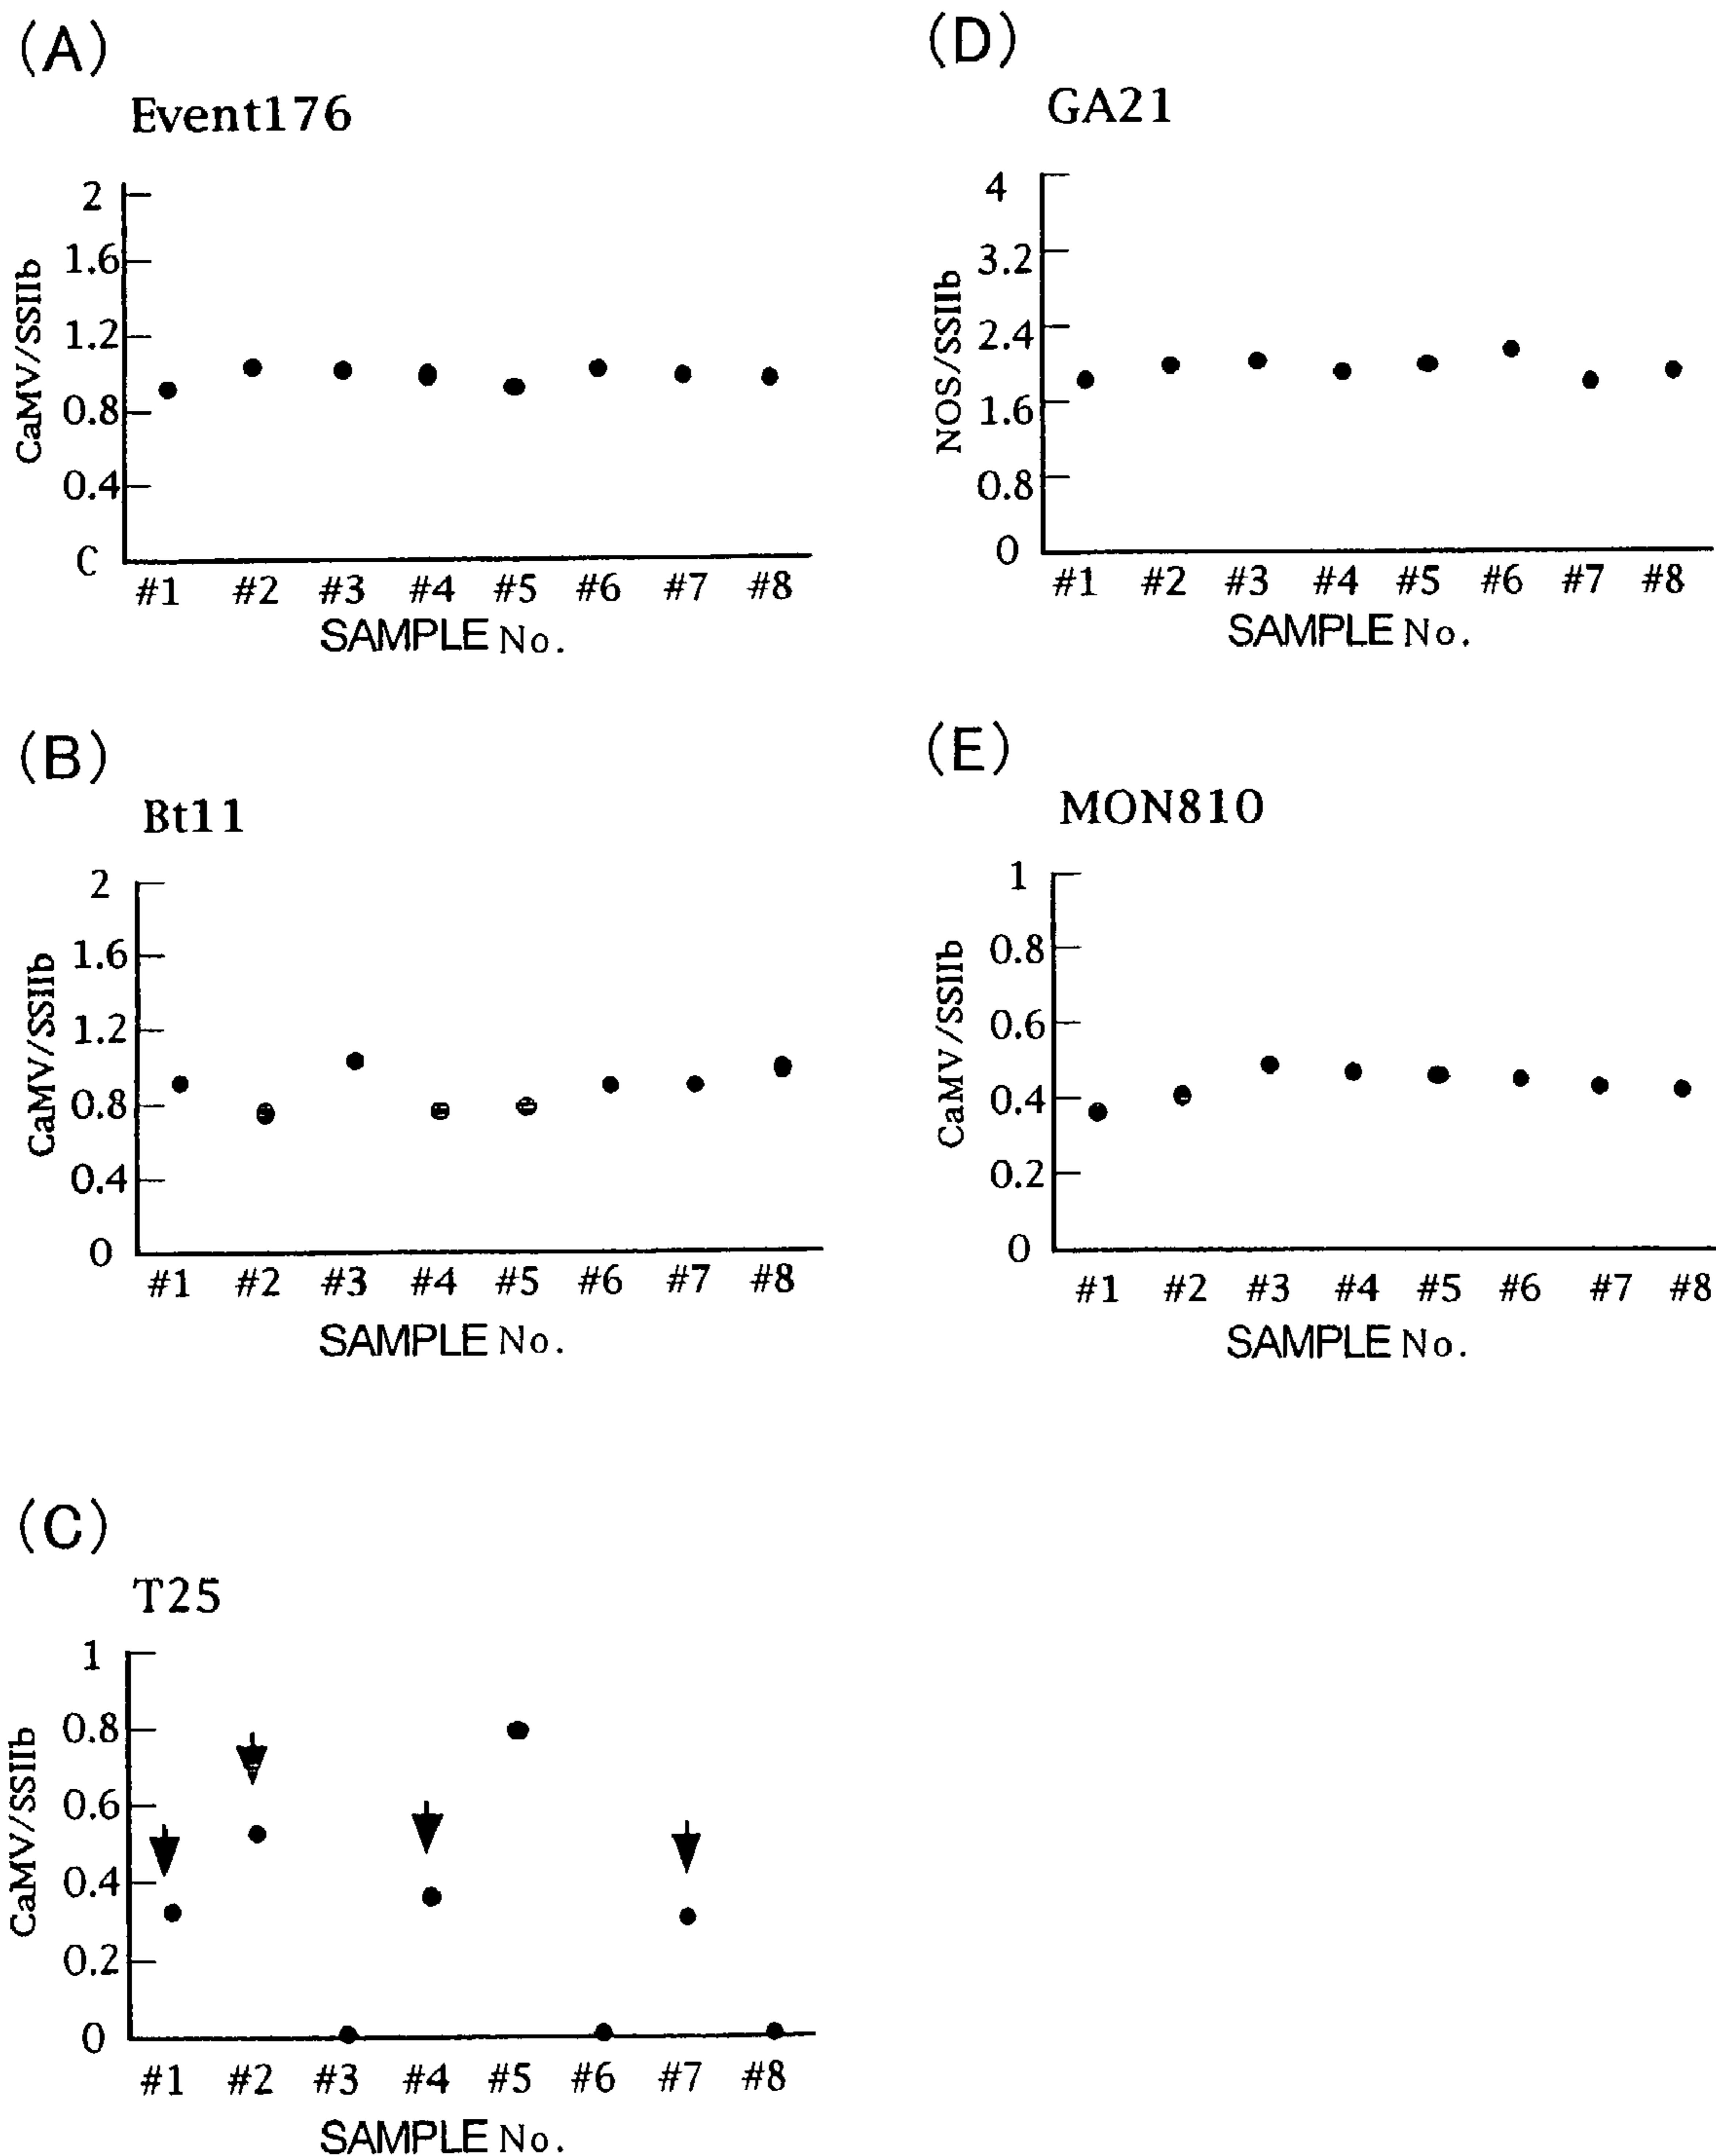 (A)
Event176
CaMV/SSIIb
2
1.6
1.2
0.8
0.4
C
#1 #2 #3 #4 #5 #6 #7 #8
SAMPLE No.
(B)
Bt11
CaMV/SSIIb
2
1.6
1.2
0.8
0.4
0
#1 #2 #3 #4 #5 #6 #7 #8
SAMPLE No.
(C)
T25
CaMV/SSIIb
1
0.8
0.6
0.4
0.2
0
#1 #2 #3 #4 #5 #6 #7 #8
SAMPLE No.
(D)
GA21
NOS/SSIIb
4
3.2
2.4
1.6
0.8
0
#1 #2 #3 #4 #5 #6 #7 #8
SAMPLE No.
(E)
MON810
CaMV/SSIIb
1
0.8
0.6
0.4
0.2
0
#1 #2 #3 #4 #5 #6 #7 #8
SAMPLE No.